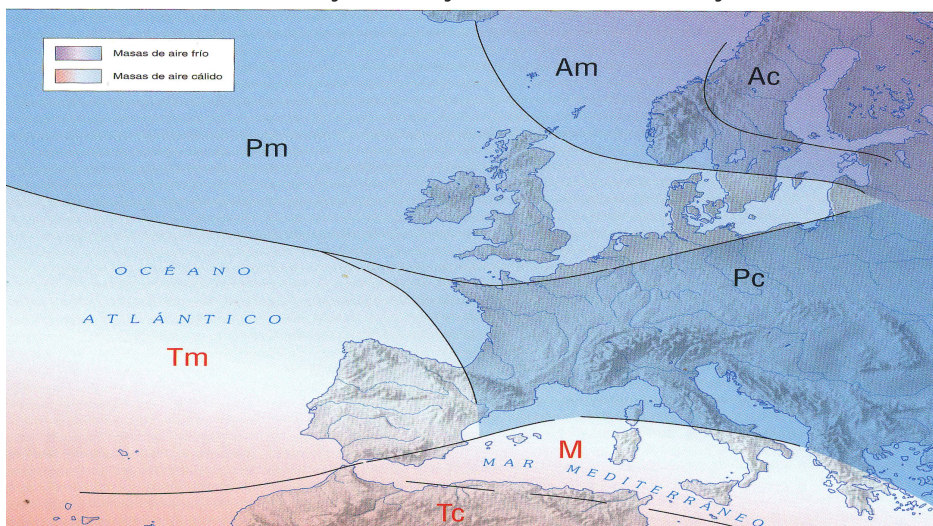 Masas de aire frío
Masas de aire cálido
Am
Ac
Pm
Pc
OCÉANO
ATLÁNTICO
Tm
M
MAR MEDITERRÁNEO
Tc